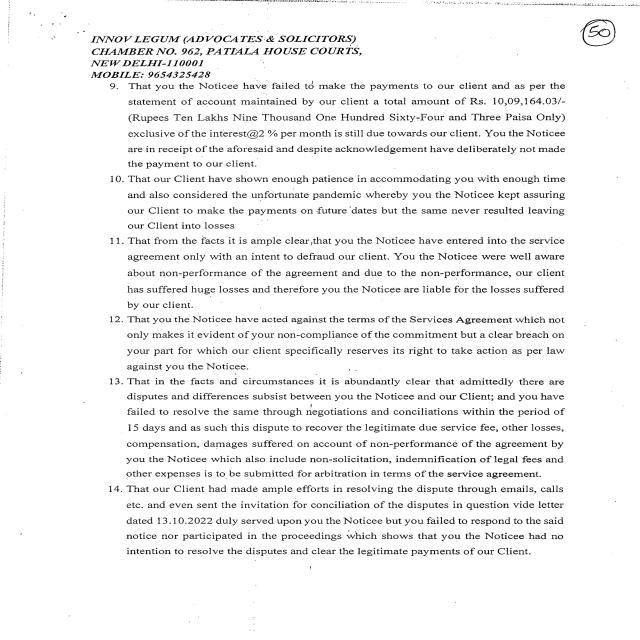 50
INNOV LEGUM (ADVOCATES & SOLICITORS)
CHAMBER NO. 962, PATIALA HOUSE COURTS,
NEW DELHI-110001
MOBILE: 9654325428
9. That you the Noticee have failed to make the payments to our client and as per the
statement of account maintained by our client a total amount of Rs. 10,09,164.03/-
(Rupees Ten Lakhs Nine Thousand One Hundred Sixty-Four and Three Paisa Only)
exclusive of the interest@2 % per month is still due towards our client. You the Noticee
are in receipt of the aforesaid and despite acknowledgement have deliberately not made
the payment to our client.
10. That our Client have shown enough patience in accommodating you with enough time
and also considered the unfortunate pandemic whereby you the Noticee kept assuring
our Client to make the payments on future dates but the same never resulted leaving
our Client into losses
11. That from the facts it is ample clear,that you the Noticee have entered into the service
agreement only with an intent to defraud our client. You the Noticee were well aware
about non-performance of the agreement and due to the non-performance, our client
has suffered huge losses and therefore you the Noticee are liable for the losses suffered
by our client.
12. That you the Noticee have acted against the terms of the Services Agreement which not
only makes it evident of your non-compliance of the commitment but a clear breach on
your part for which our client specifically reserves its right to take action as per law
against you the Noticee.
13. That in the facts and circumstances it is abundantly clear that admittedly there are
disputes and differences subsist between you the Noticee and our Client; and you have
failed to resolve the same through negotiations and conciliations within the period of
15 days and as such this dispute to recover the legitimate due service fee, other losses,
compensation, damages suffered on account of non-performance of the agreement by
you the Noticee which also include non-solicitation, indemnification of legal fees and
other expenses is to be submitted for arbitration in terms of the service agreement.
14. That our Client had made ample efforts in resolving the dispute through emails, calls
etc. and even sent the invitation for conciliation of the disputes in question vide letter
dated 13.10.2022 duly served upon you the Noticee but you failed to respond to the said
notice nor participated in the proceedings which shows that you the Noticee had no
intention to resolve the disputes and clear the legitimate payments of our Client.